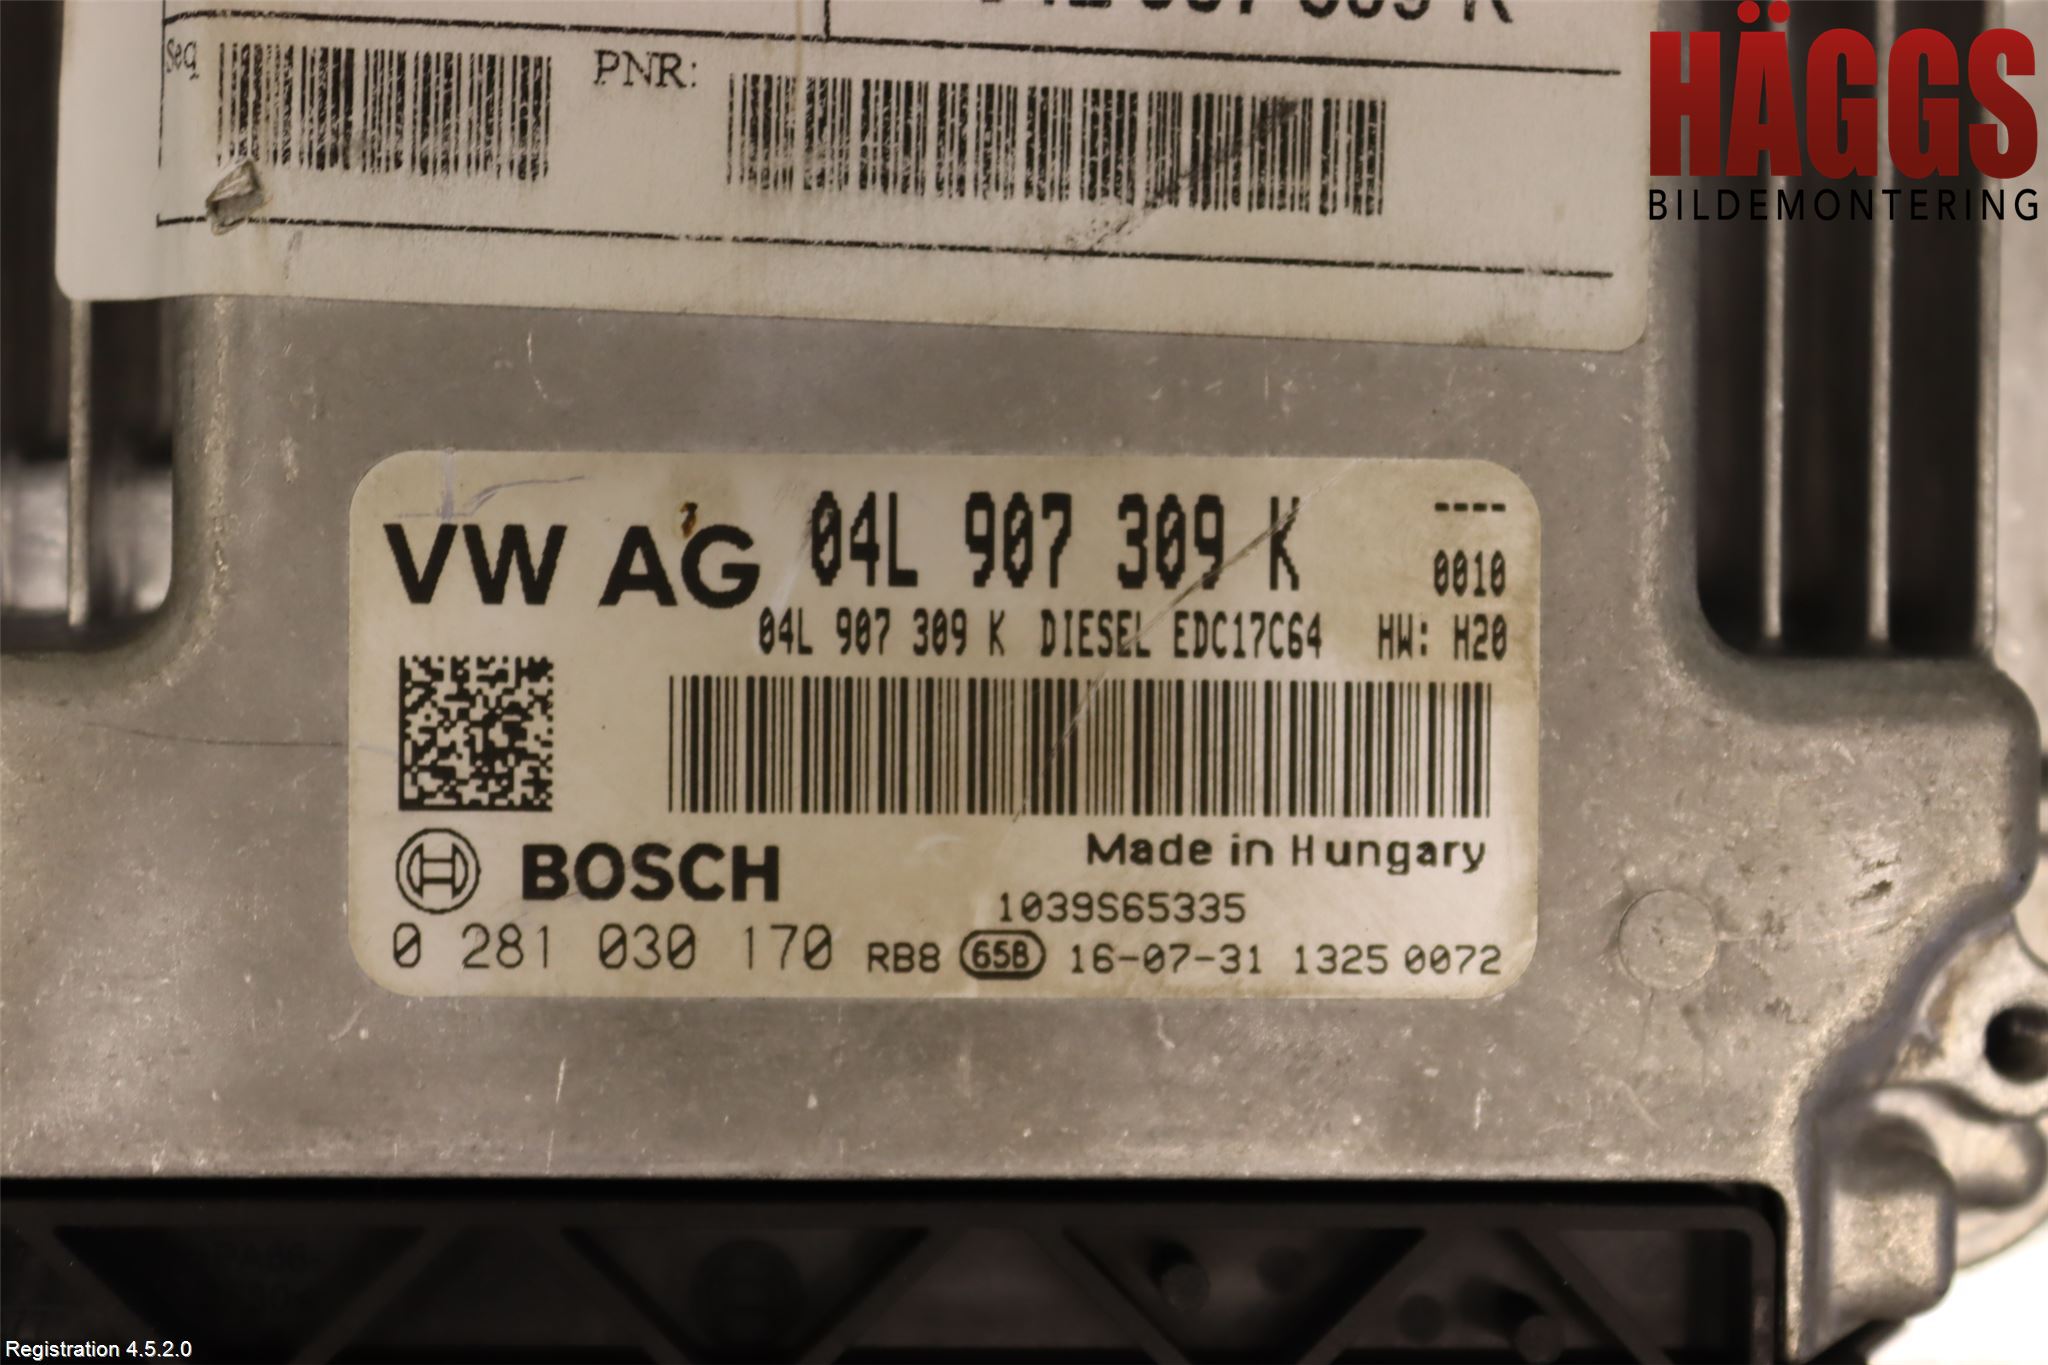 Seq
PNR:
HÄGGS
BILDEMONTERING
VW AG 04L 907 309 K ----
0010
04L 907 309 K DIESEL EDC17C64 HW: H20
BOSCH
Made in Hungary
1039S65335
0 281 030 170 RB8 65B 16-07-31 1325 0072
Registration 4.5.2.0